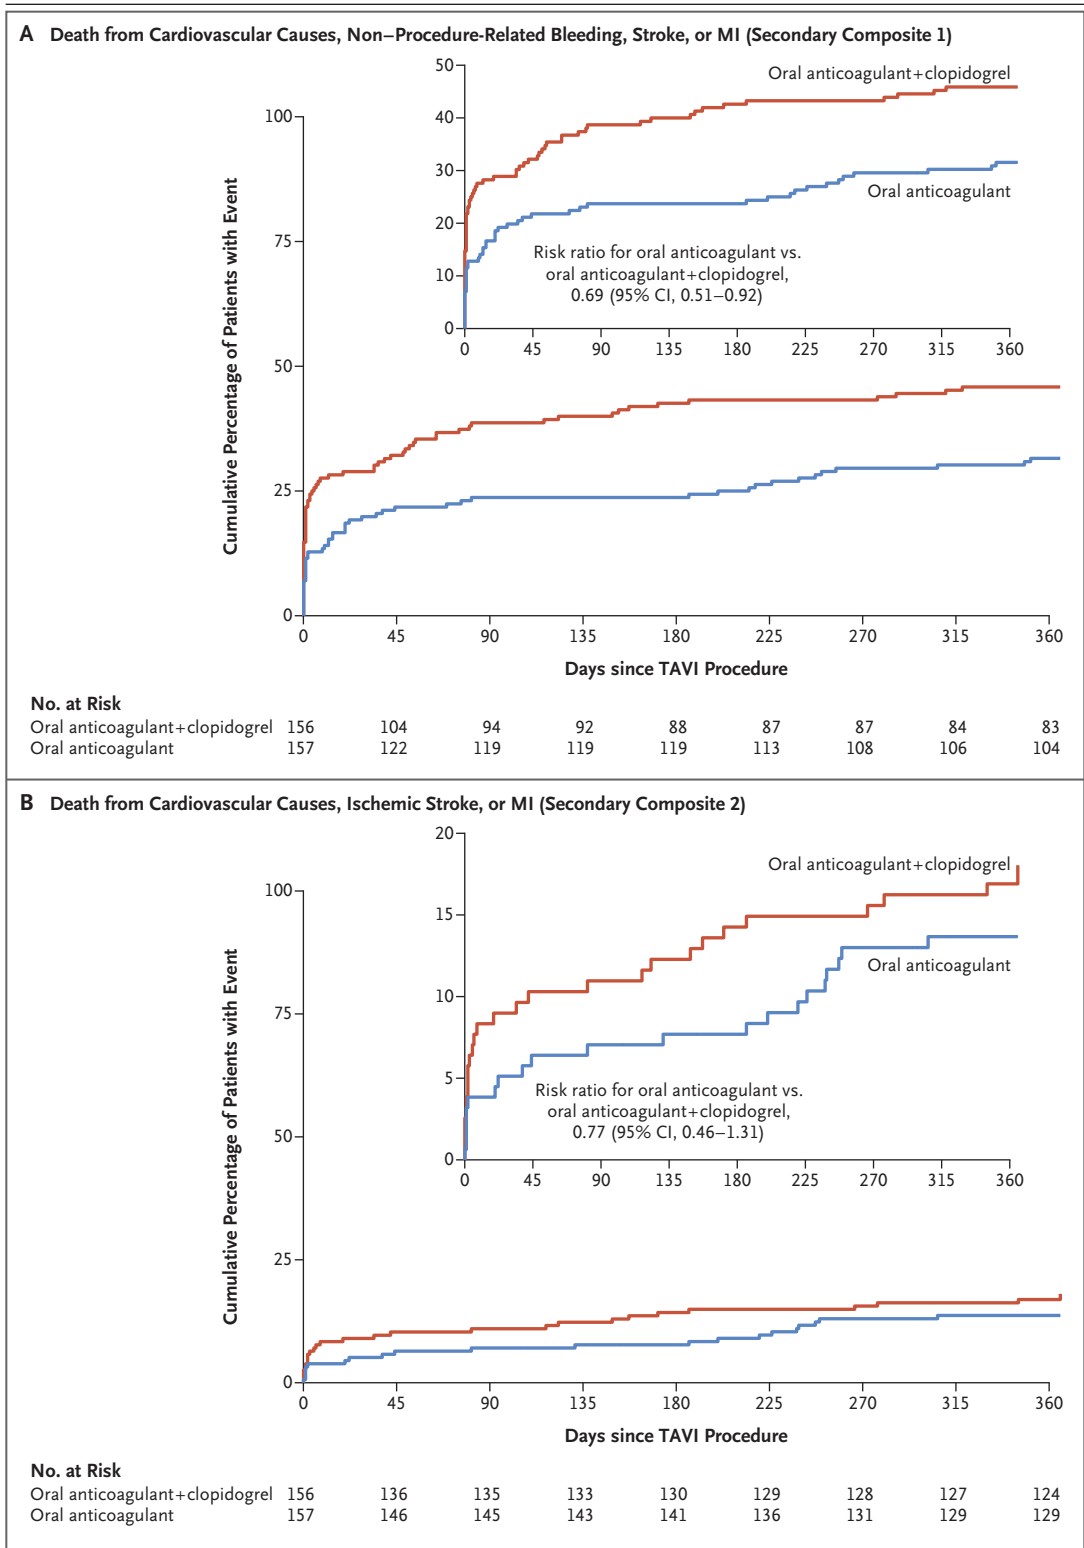 A Death from Cardiovascular Causes, Non–Procedure-Related Bleeding, Stroke, or MI (Secondary Composite 1)
Cumulative Percentage of Patients with Event
100
75
50
25
0
50
40
30
20
10
0
Oral anticoagulant+clopidogrel
Oral anticoagulant
Risk ratio for oral anticoagulant vs.
oral anticoagulant+clopidogrel,
0.69 (95% CI, 0.51–0.92)
0 45 90 135 180 225 270 315 360
0 45 90 135 180 225 270 315 360
Days since TAVI Procedure
No. at Risk
Oral anticoagulant+clopidogrel 156 104 94 92 88 87 87 84 83
Oral anticoagulant 157 122 119 119 119 113 108 106 104
B Death from Cardiovascular Causes, Ischemic Stroke, or MI (Secondary Composite 2)
Cumulative Percentage of Patients with Event
100
75
50
25
0
20
15
10
5
0
Oral anticoagulant+clopidogrel
Oral anticoagulant
Risk ratio for oral anticoagulant vs.
oral anticoagulant+clopidogrel,
0.77 (95% CI, 0.46–1.31)
0 45 90 135 180 225 270 315 360
0 45 90 135 180 225 270 315 360
Days since TAVI Procedure
No. at Risk
Oral anticoagulant+clopidogrel 156 136 135 133 130 129 128 127 124
Oral anticoagulant 157 146 145 143 141 136 131 129 129